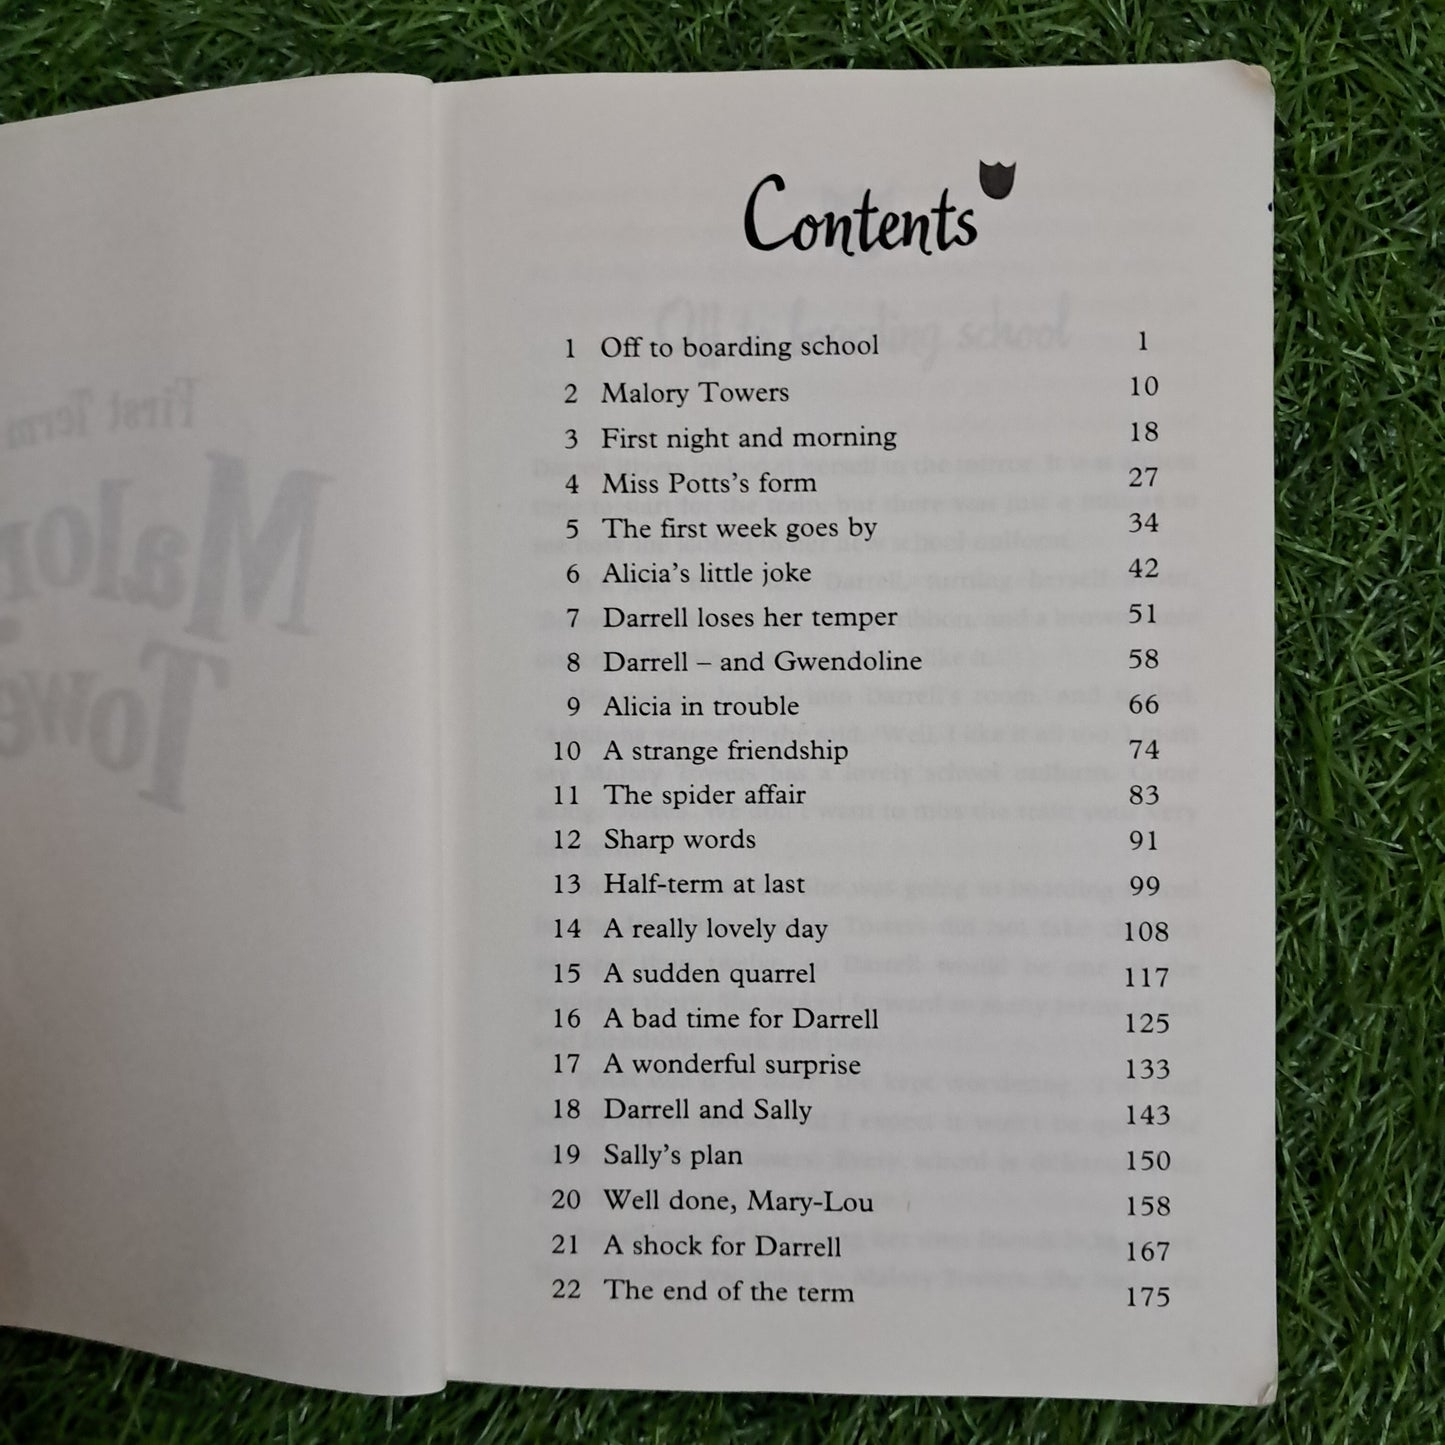 First Term
Malor
Towe
Contents
1 Off to boarding school 1
2 Malory Towers 10
3 First night and morning 18
4 Miss Potts's form 27
5 The first week goes by 34
6 Alicia's little joke 42
7 Darrell loses her temper 51
8 Darrell – and Gwendoline 58
9 Alicia in trouble 66
10 A strange friendship 74
11 The spider affair 83
12 Sharp words 91
13 Half-term at last 99
14 A really lovely day 108
15 A sudden quarrel 117
16 A bad time for Darrell 125
17 A wonderful surprise 133
18 Darrell and Sally 143
19 Sally's plan 150
20 Well done, Mary-Lou 158
21 A shock for Darrell 167
22 The end of the term 175